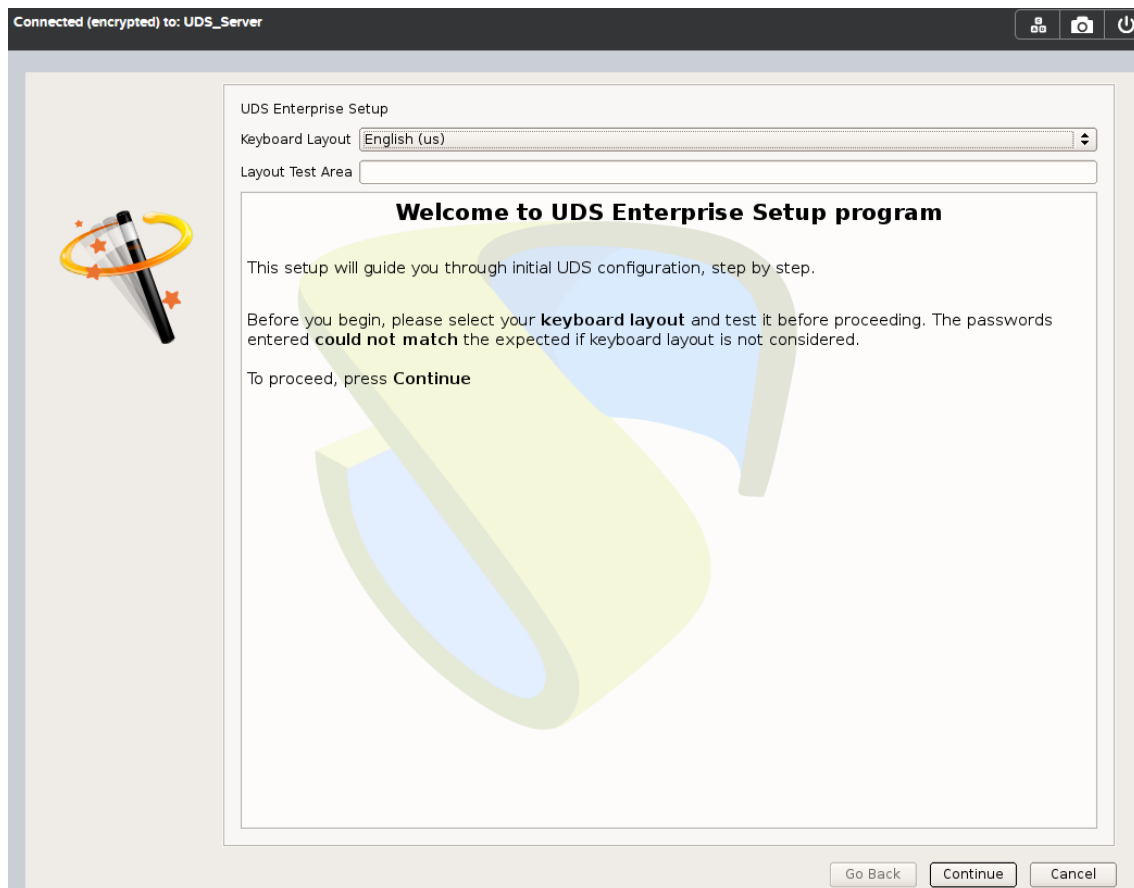 Connected (encrypted) to: UDS_Server
UDS Enterprise Setup
Keyboard Layout English (us)
Layout Test Area
Welcome to UDS Enterprise Setup program
This setup will guide you through initial UDS configuration, step by step.
Before you begin, please select your keyboard layout and test it before proceeding. The passwords
entered could not match the expected if keyboard layout is not considered.
To proceed, press Continue
Go Back Continue Cancel